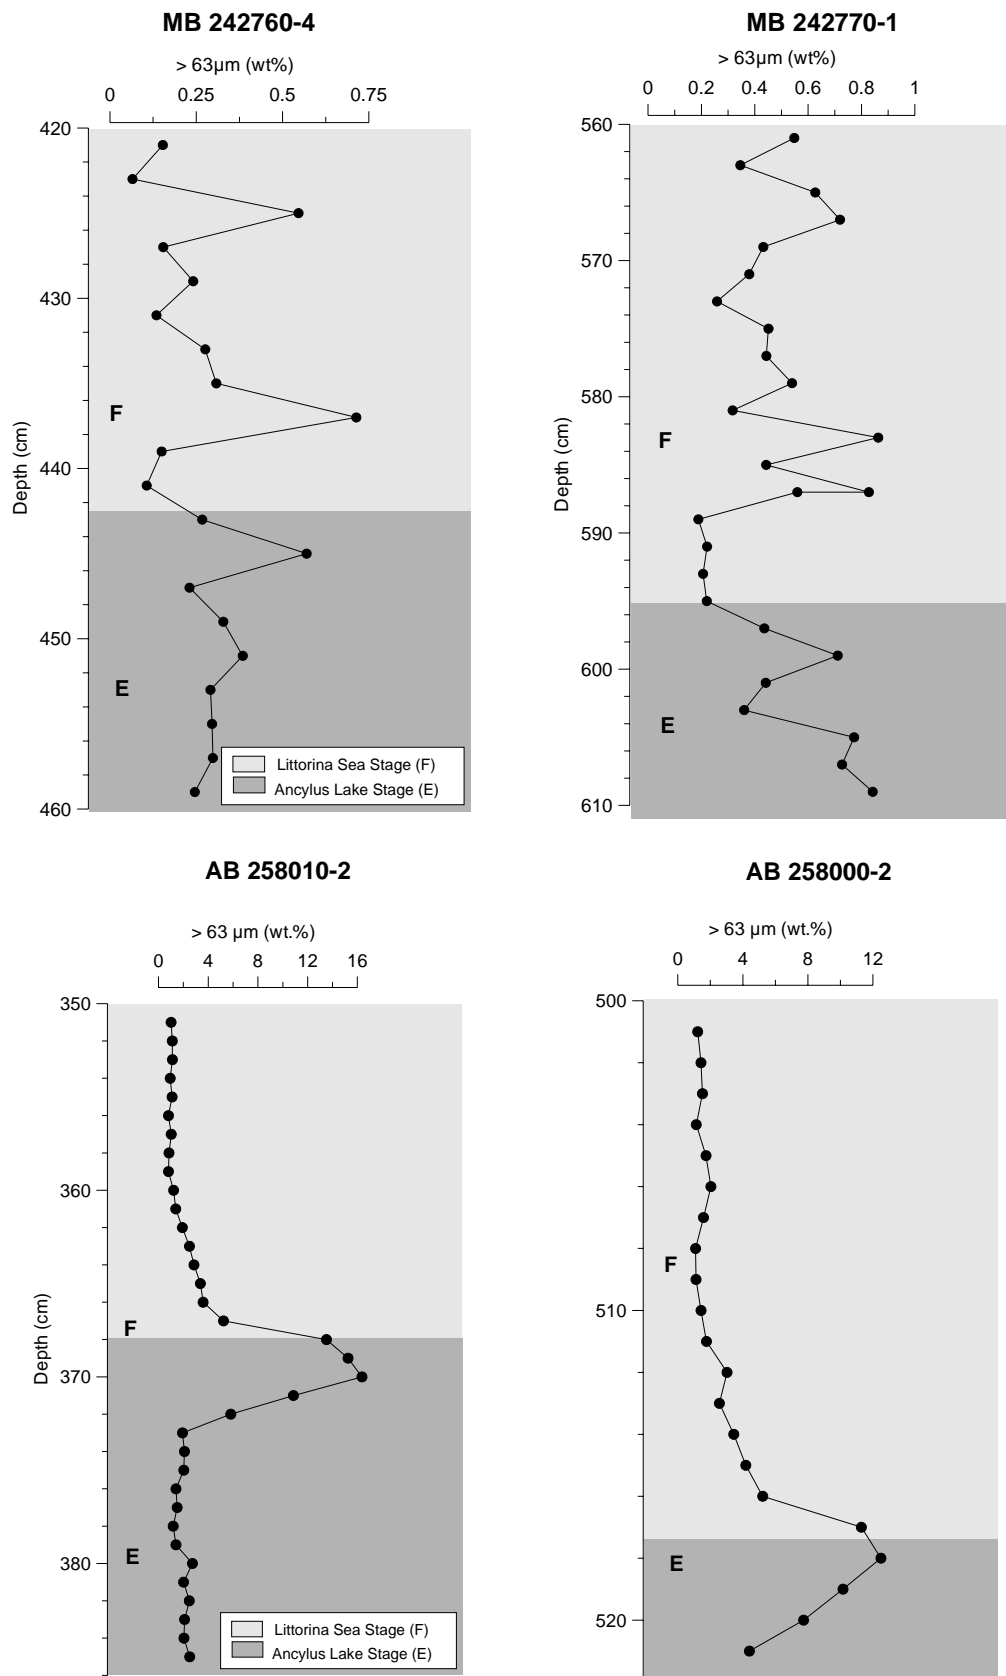 MB 242760-4
> 63µm (wt%)
0 0.25 0.5 0.75
420
430
440
450
460
Depth (cm)
F
E
Littorina Sea Stage (F)
Ancylus Lake Stage (E)
MB 242770-1
> 63µm (wt%)
0 0.2 0.4 0.6 0.8 1
560
570
580
590
600
610
Depth (cm)
F
E
AB 258010-2
> 63 µm (wt.%)
0 4 8 12 16
350
360
370
380
Depth (cm)
F
E
Littorina Sea Stage (F)
Ancylus Lake Stage (E)
AB 258000-2
> 63 µm (wt.%)
0 4 8 12
500
510
520
F
E